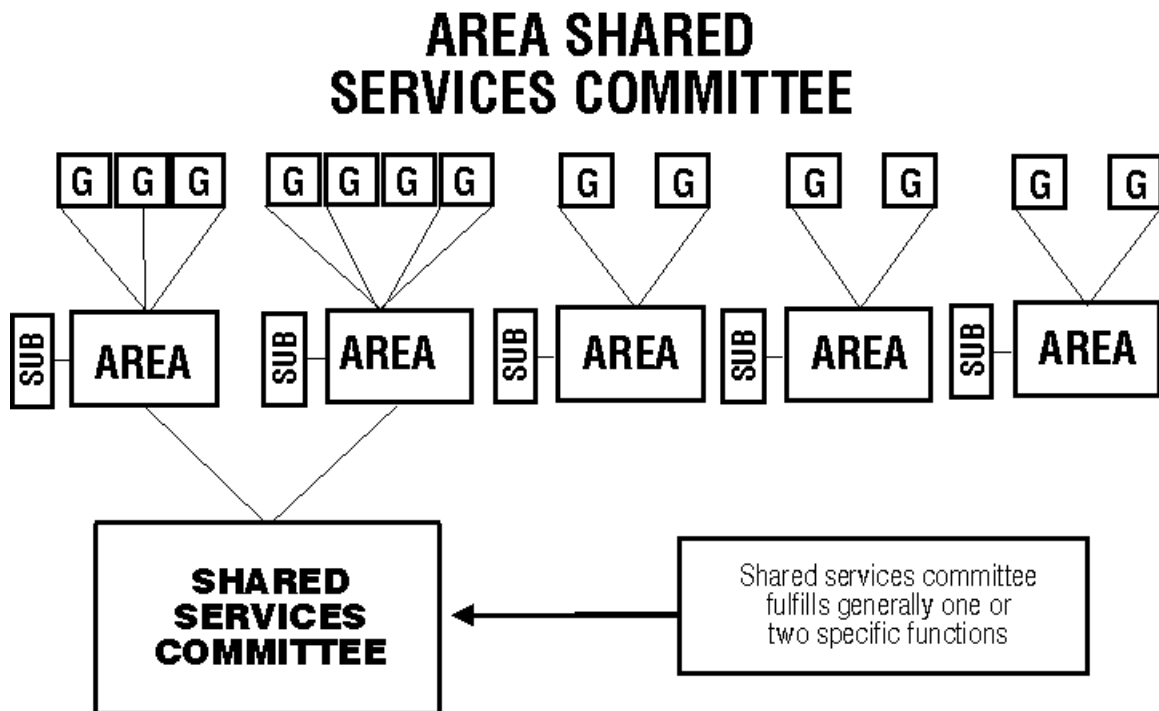 AREA SHARED
SERVICES COMMITTEE
G G G G G G G G G G G G G
SUB AREA SUB AREA SUB AREA SUB AREA SUB AREA
SHARED
SERVICES
COMMITTEE
Shared services committee
fulfills generally one or
two specific functions